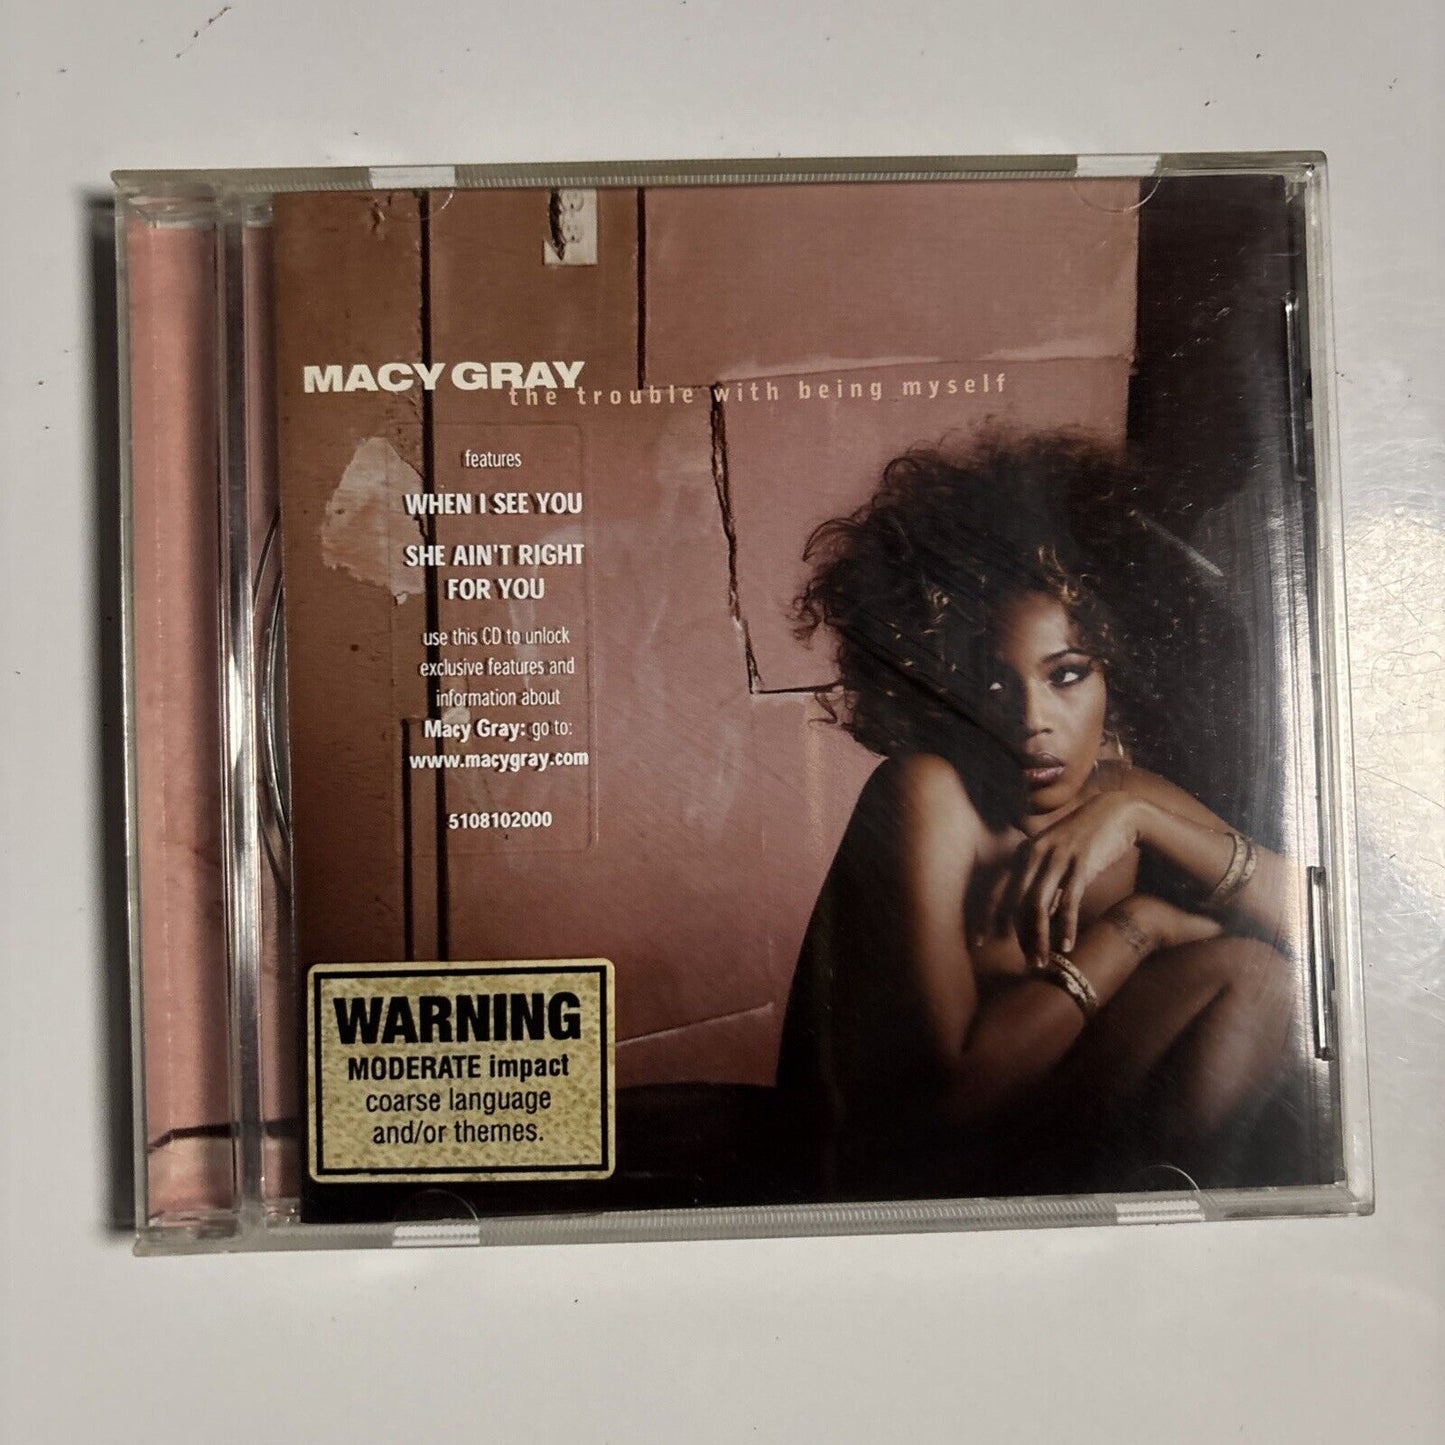 MACY GRAY
the trouble with being myself
features
WHEN I SEE YOU
SHE AIN'T RIGHT
FOR YOU
use this CD to unlock
exclusive features and
information about
Macy Gray: go to:
www.macygray.com
5108102000
WARNING
MODERATE impact
coarse language
and/or themes.